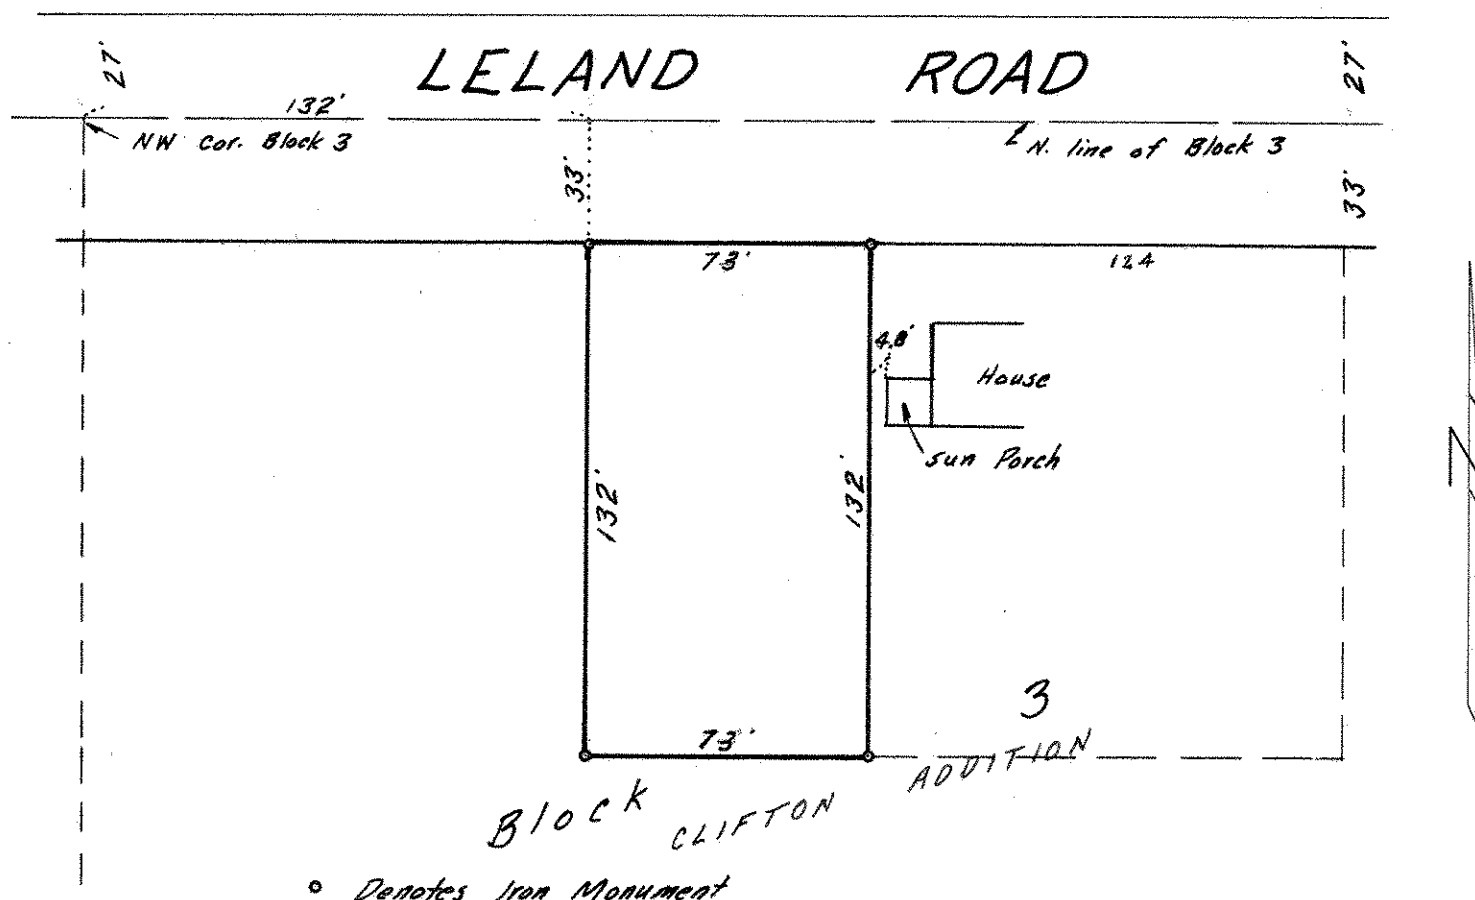 27'
LELAND ROAD
27'
132'
NW Cor. Block 3
N. line of Block 3
33'
33'
73'
124
4.8'
House
Sun Porch
132'
132'
N
73'
3
Block CLIFTON ADDITION
Denotes Iron Monument